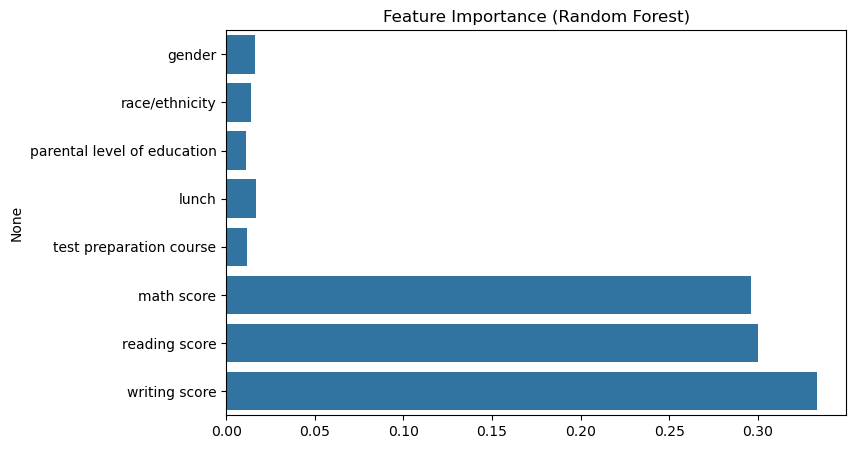 Feature Importance (Random Forest)
gender
race/ethnicity
parental level of education
lunch
test preparation course
math score
reading score
writing score
None
0.00 0.05 0.10 0.15 0.20 0.25 0.30